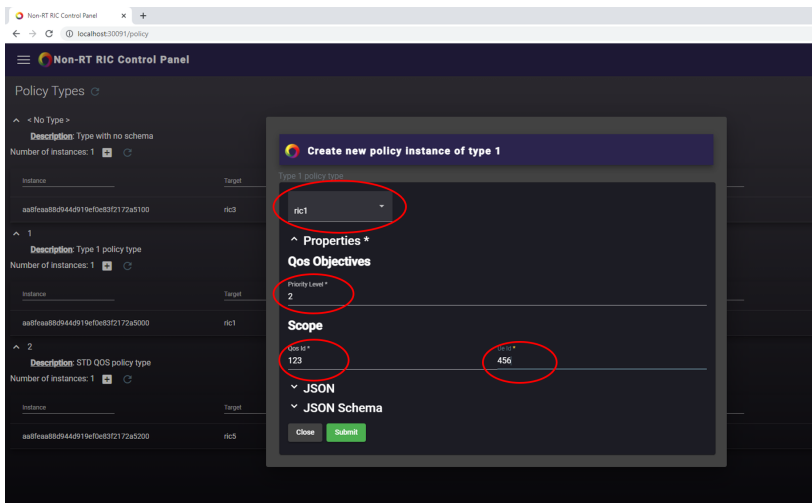 Non-RT RIC Control Panel
localhost:30091/policy
Non-RT RIC Control Panel
Policy Types
< No Type >
Description: Type with no schema
Number of instances: 1
Instance Target
aa8feaa88d944d919ef0e83f2172a5100 ric3
1
Description: Type 1 policy type
Number of instances: 1
Instance Target
aa8feaa88d944d919ef0e83f2172a5000 ric1
2
Description: STD QOS policy type
Number of instances: 1
Instance Target
aa8feaa88d944d919ef0e83f2172a5200 ric5
Create new policy instance of type 1
Type 1 policy type
ric1
Properties *
Qos Objectives
Priority Level *
2
Scope
Qos Id * Ue Id *
123 456
JSON
JSON Schema
Close Submit